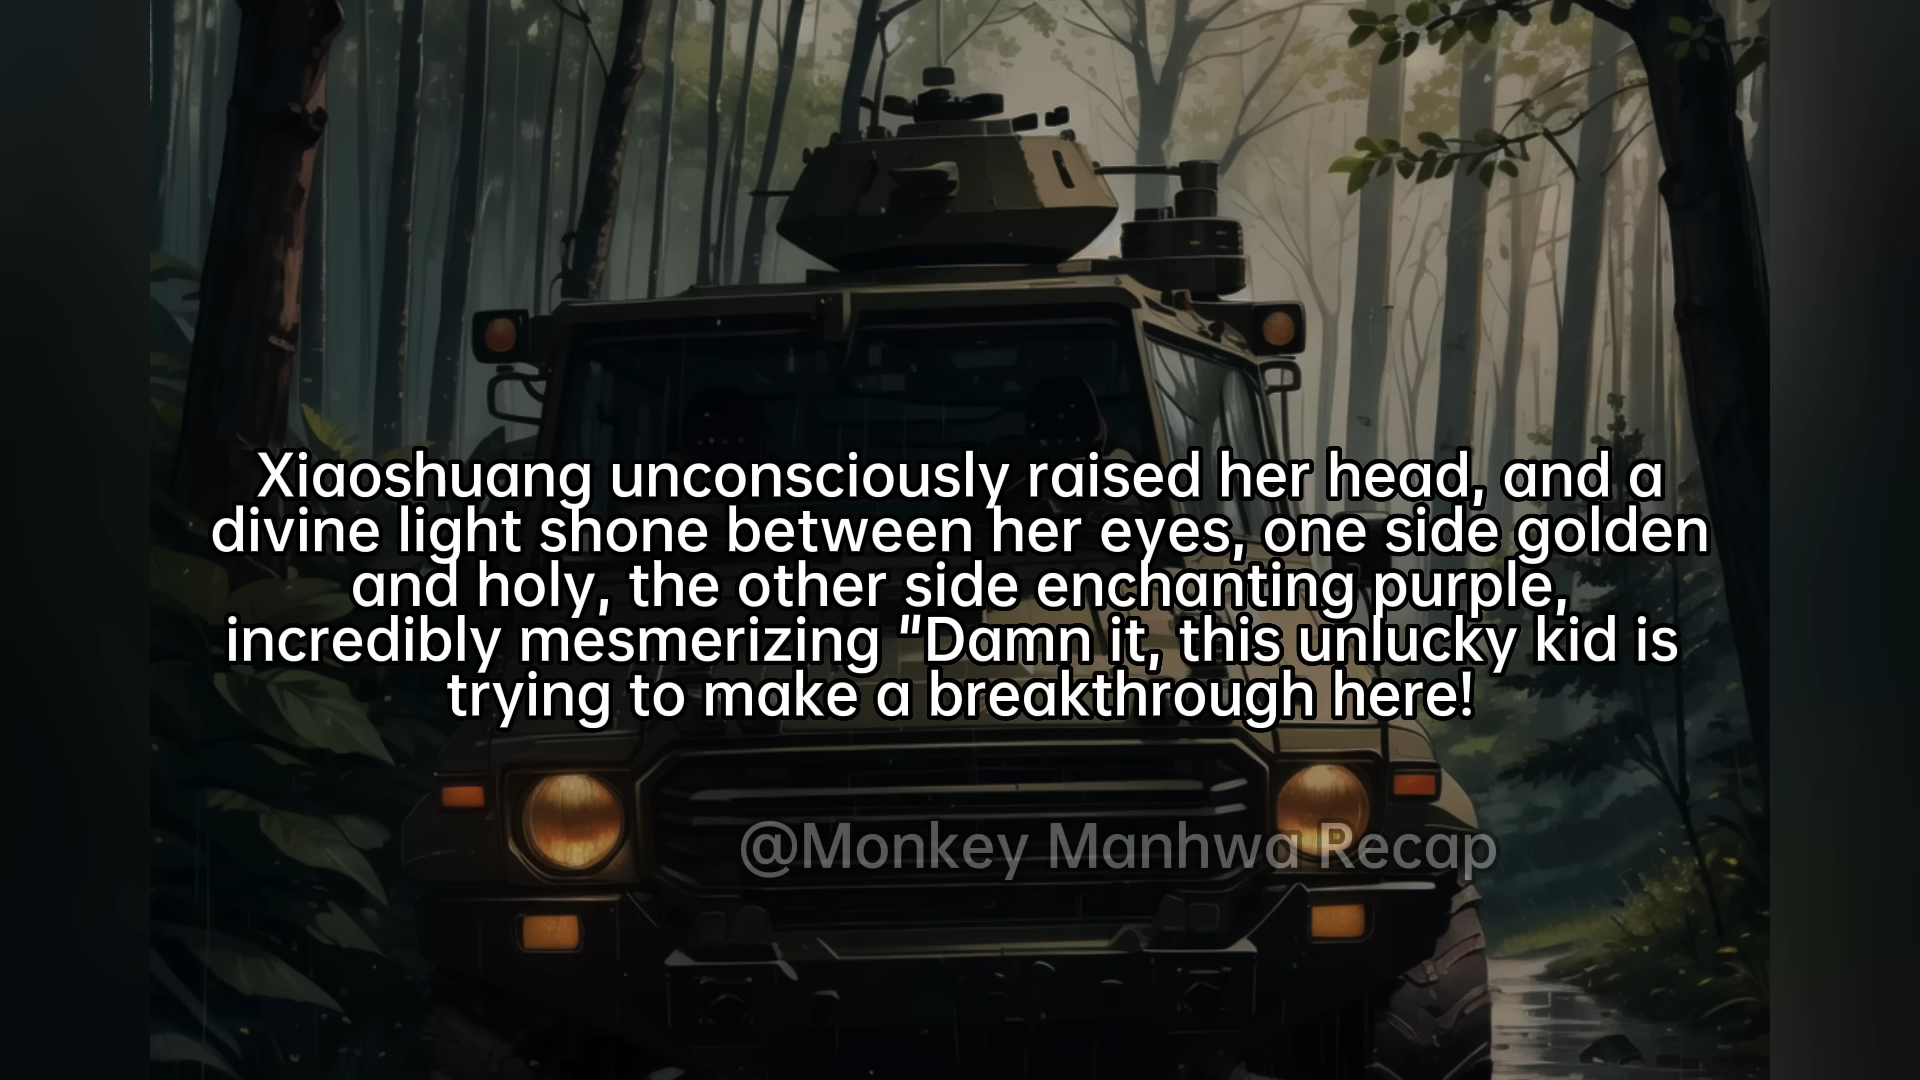 Xiaoshuang unconsciously raised her head, and a
divine light shone between her eyes, one side golden
and holy, the other side enchanting purple,
incredibly mesmerizing "Damn it, this unlucky kid is
trying to make a breakthrough here!
@Monkey Manhwa Recap